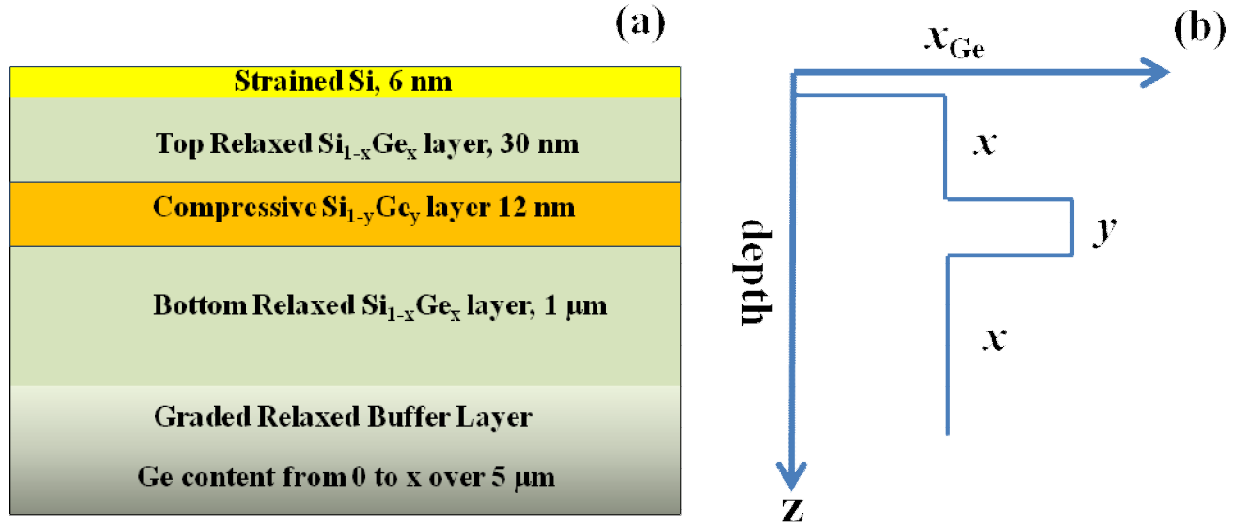 (a)
Strained Si, 6 nm
Top Relaxed Si₁₋ₓGeₓ layer, 30 nm
Compressive Si₁₋yGey layer 12 nm
Bottom Relaxed Si₁₋ₓGeₓ layer, 1 μm
Graded Relaxed Buffer Layer
Ge content from 0 to x over 5 μm
(b)
xGe
x
y
x
depth
z